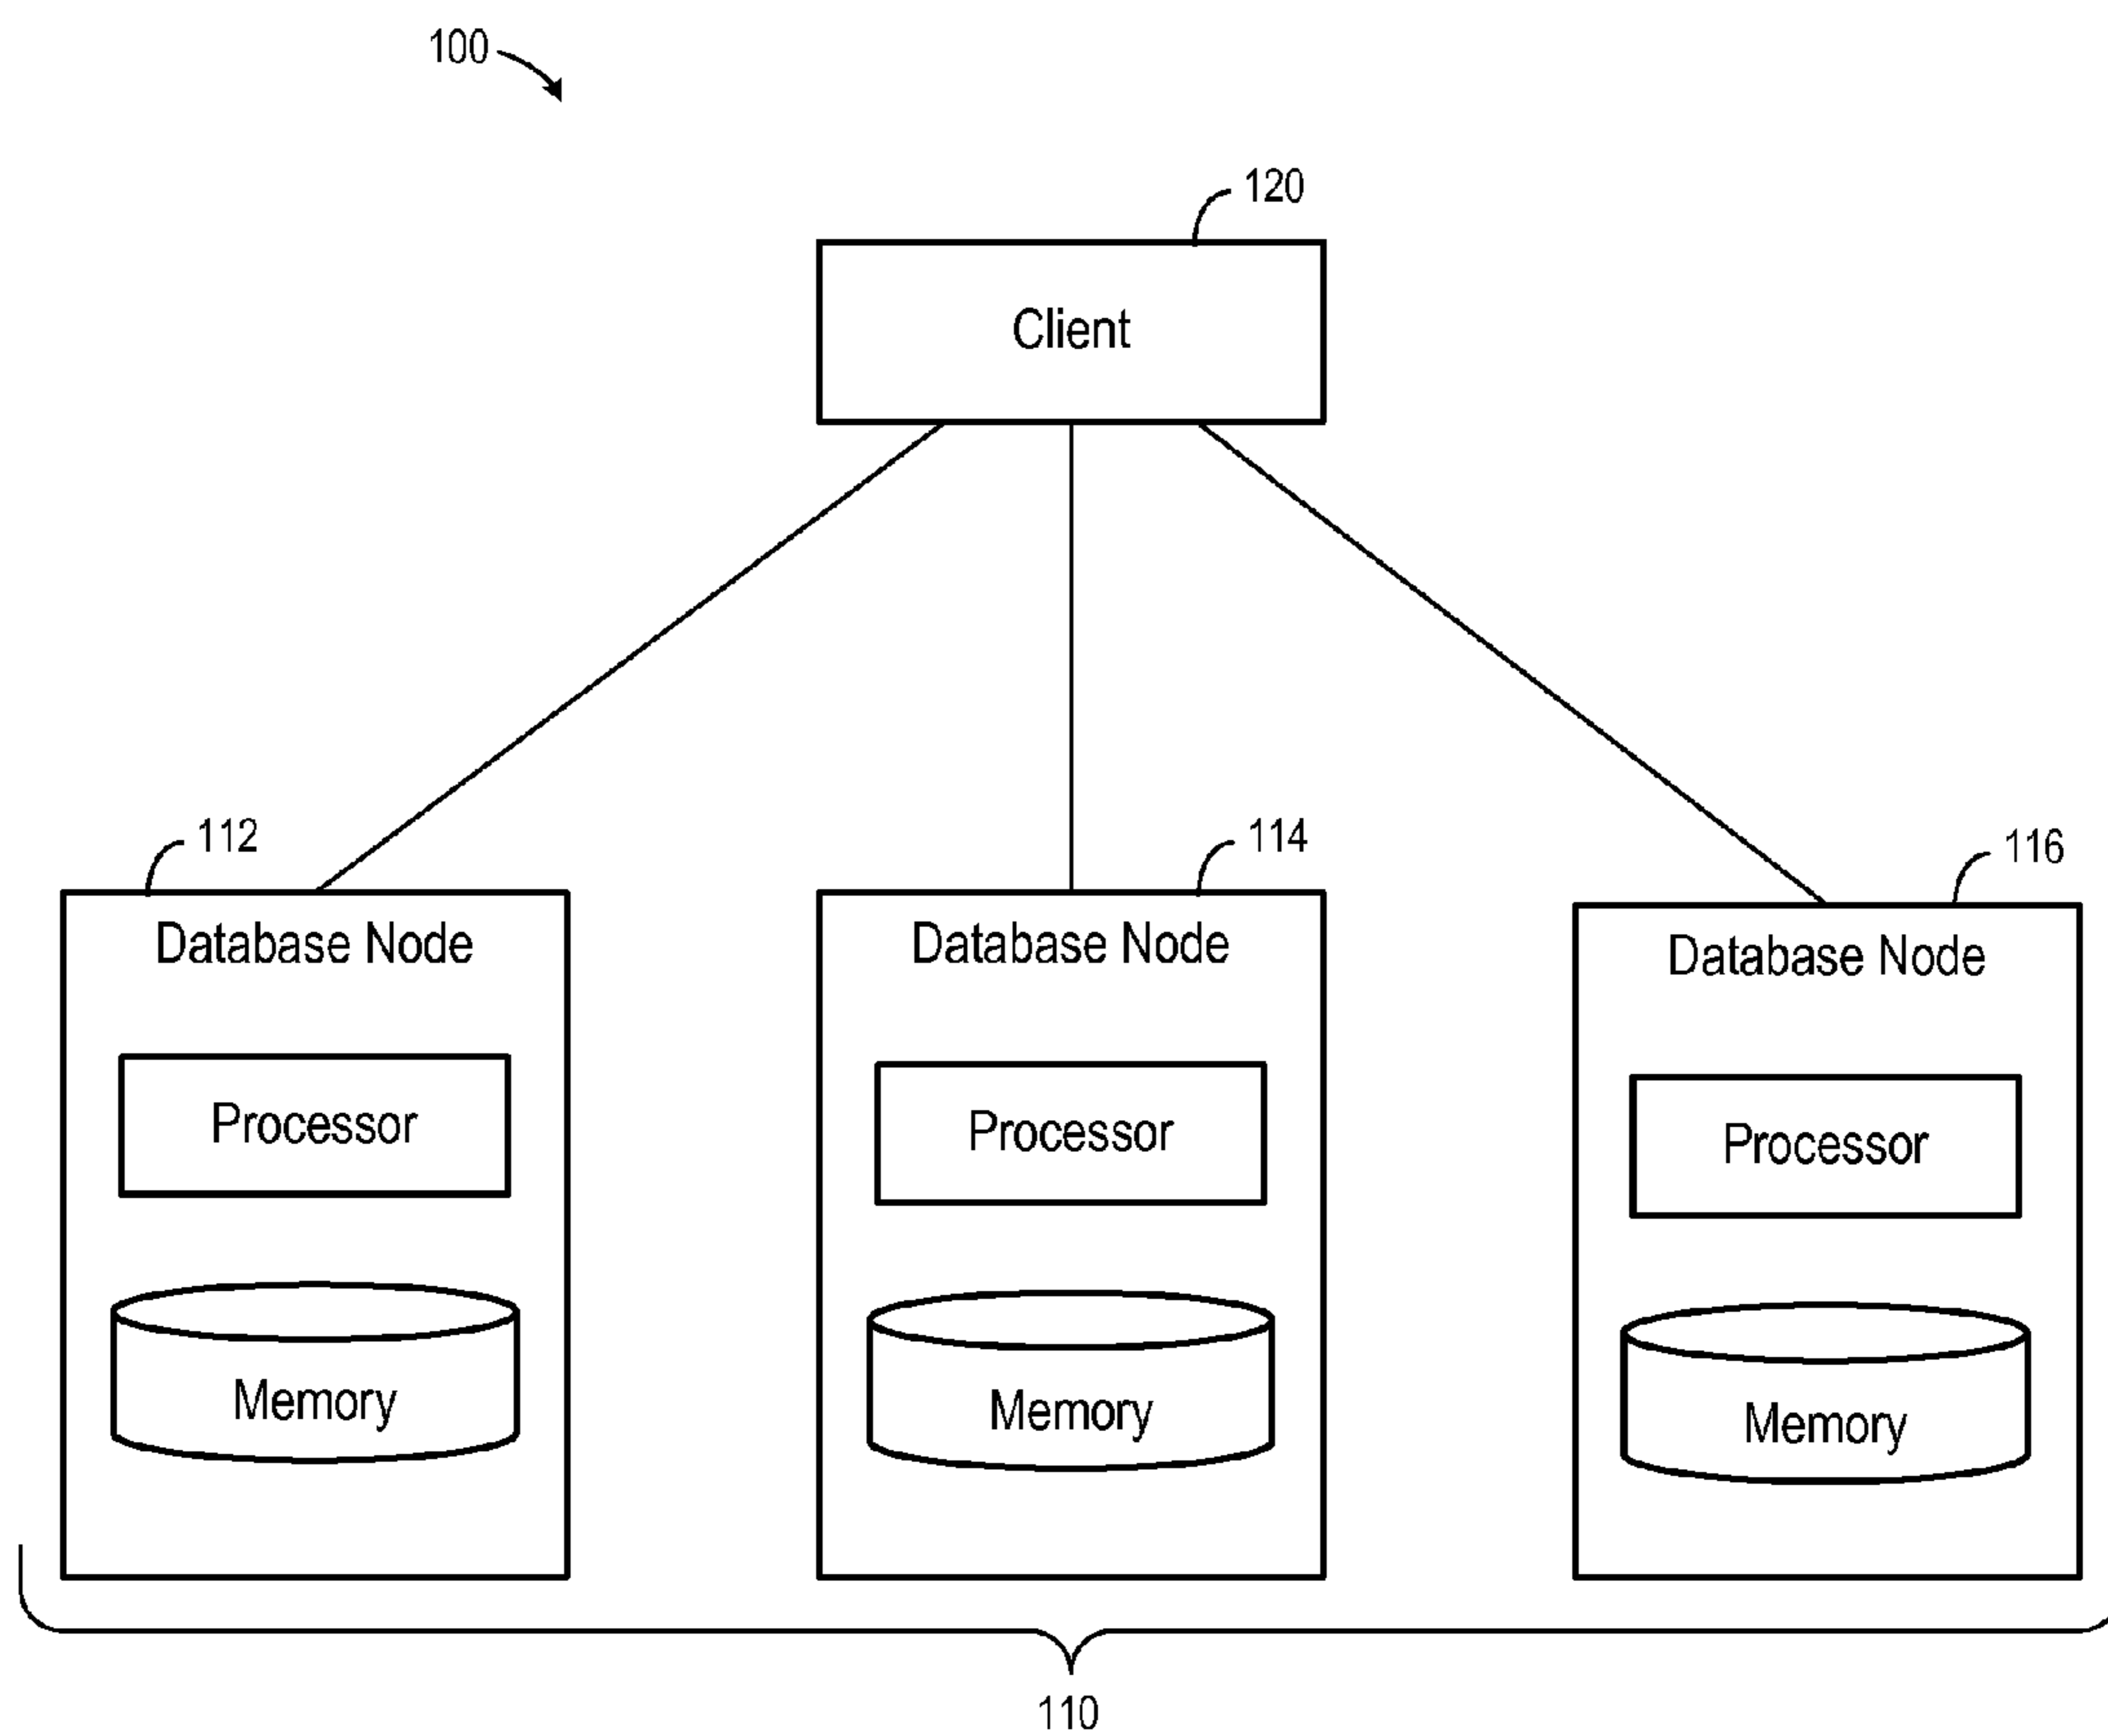 100
120
Client
112
114
116
Database Node
Database Node
Database Node
Processor
Processor
Processor
Memory
Memory
Memory
110